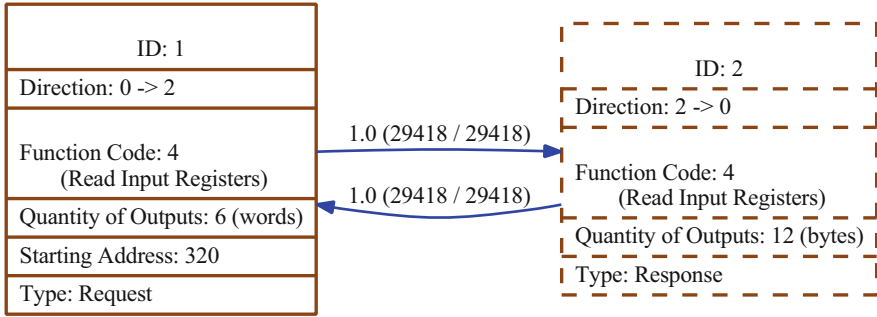 ID: 1
Direction: 0 -> 2
Function Code: 4
(Read Input Registers)
Quantity of Outputs: 6 (words)
Starting Address: 320
Type: Request
1.0 (29418 / 29418)
1.0 (29418 / 29418)
ID: 2
Direction: 2 -> 0
Function Code: 4
(Read Input Registers)
Quantity of Outputs: 12 (bytes)
Type: Response